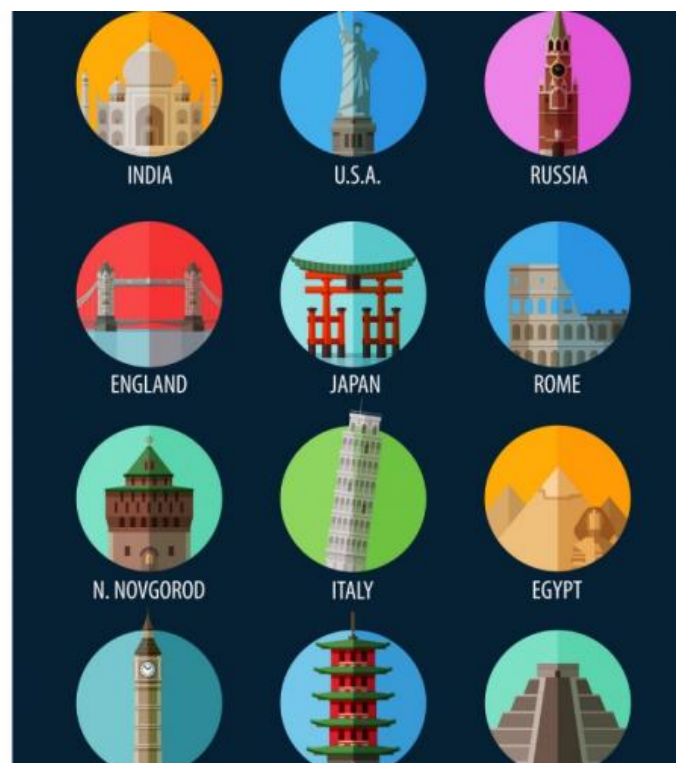 INDIA
U.S.A.
RUSSIA
ENGLAND
JAPAN
ROME
N. NOVGOROD
ITALY
EGYPT